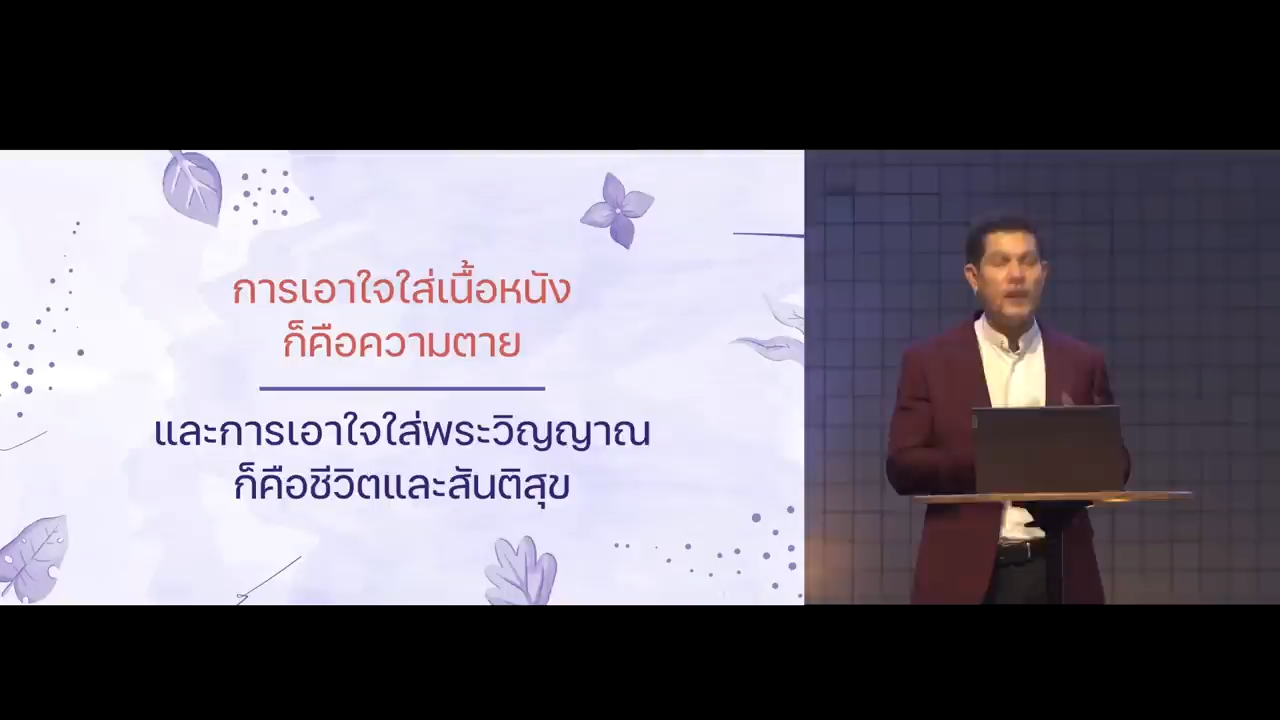 การเอาใจใส่เนื้อหนัง
ก็คือความตาย
และการเอาใจใส่พระวิญญาณ
ก็คือชีวิตและสันติสุข